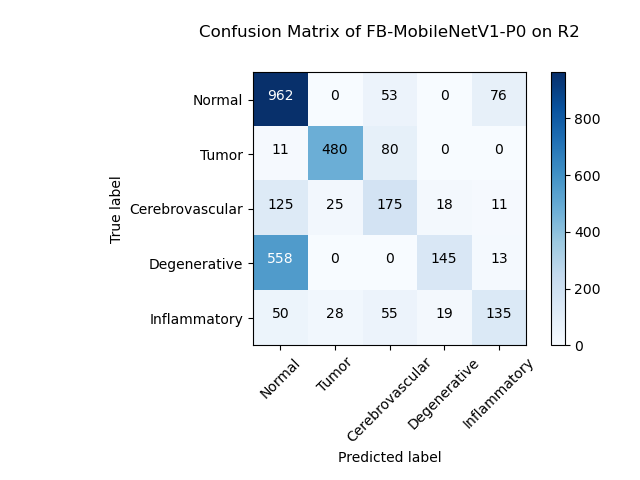 Confusion Matrix of FB-MobileNetV1-P0 on R2
Normal 962 0 53 0 76
Tumor 11 480 80 0 0
Cerebrovascular 125 25 175 18 11
Degenerative 558 0 0 145 13
Inflammatory 50 28 55 19 135
True label
Normal Tumor Cerebrovascular Degenerative Inflammatory
Predicted label
800
600
400
200
0